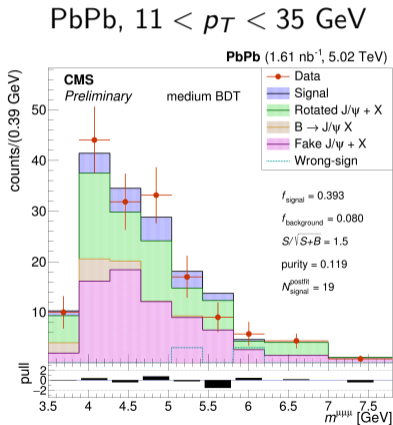 PbPb, 11 < p_T < 35 GeV
PbPb (1.61 nb⁻¹, 5.02 TeV)
CMS
Preliminary
medium BDT
Data
Signal
Rotated J/ψ + X
B → J/ψ X
Fake J/ψ + X
Wrong-sign
f_signal = 0.393
f_background = 0.080
S/√S+B = 1.5
purity = 0.119
N^postfit_signal = 19
counts/(0.39 GeV)
50
40
30
20
10
pull
2
0
−2
3.5 4 4.5 5 5.5 6 6.5 7 7.5
m^μμμ [GeV]